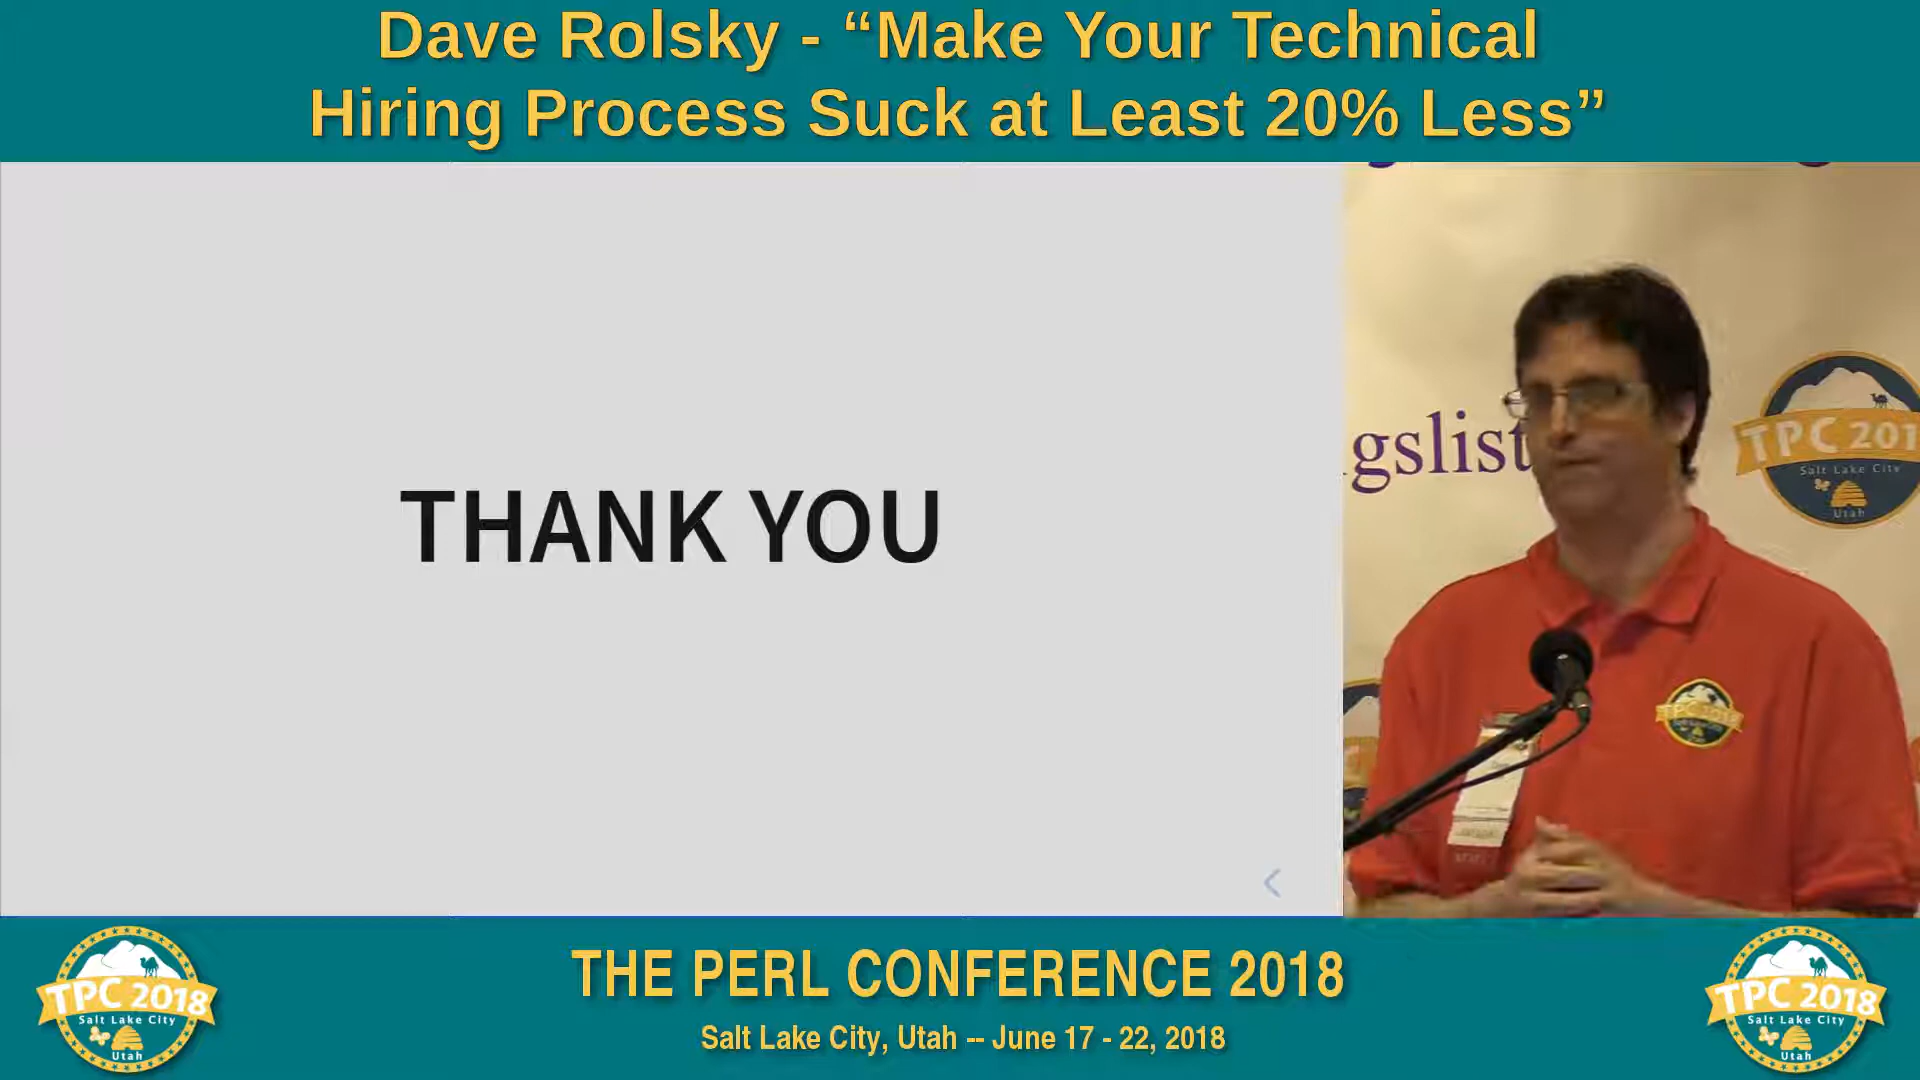 Dave Rolsky - “Make Your Technical
Hiring Process Suck at Least 20% Less”
THANK YOU
gslist
TPC 201
Salt Lake City
Utah
TPC 2018
THE PERL CONFERENCE 2018
Salt Lake City, Utah -- June 17 - 22, 2018
TPC 2018
Salt Lake City
Utah
TPC 2018
Salt Lake City
Utah